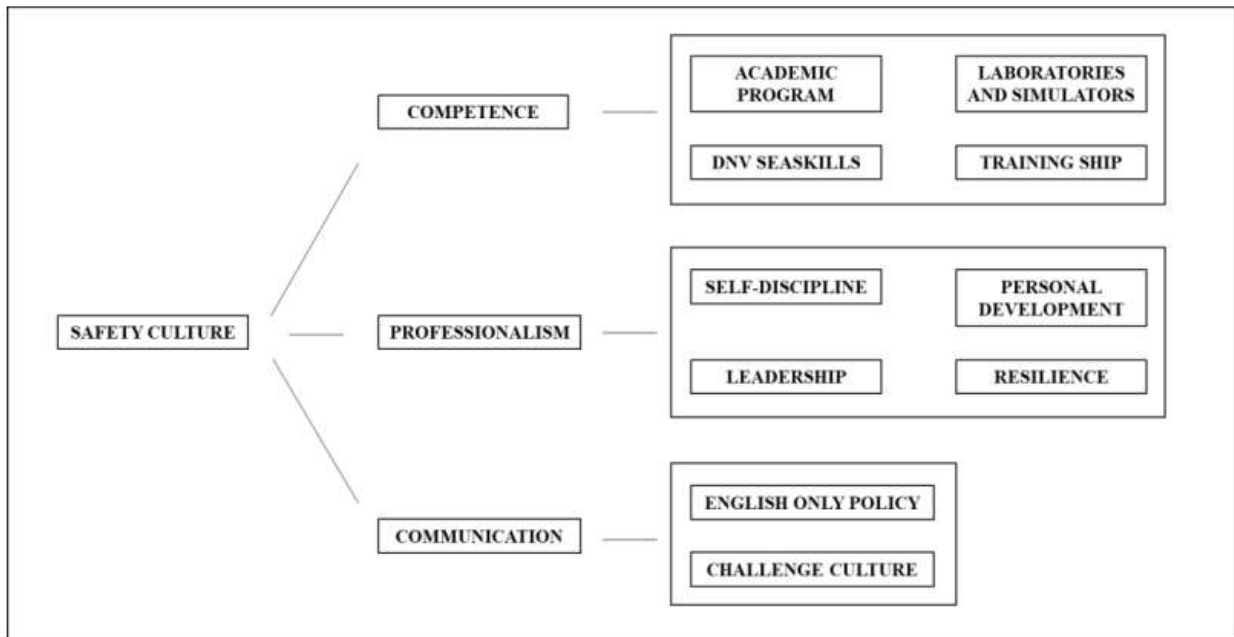 SAFETY CULTURE
COMPETENCE
ACADEMIC
PROGRAM
LABORATORIES
AND SIMULATORS
DNV SEASKILLS
TRAINING SHIP
PROFESSIONALISM
SELF-DISCIPLINE
PERSONAL
DEVELOPMENT
LEADERSHIP
RESILIENCE
COMMUNICATION
ENGLISH ONLY POLICY
CHALLENGE CULTURE